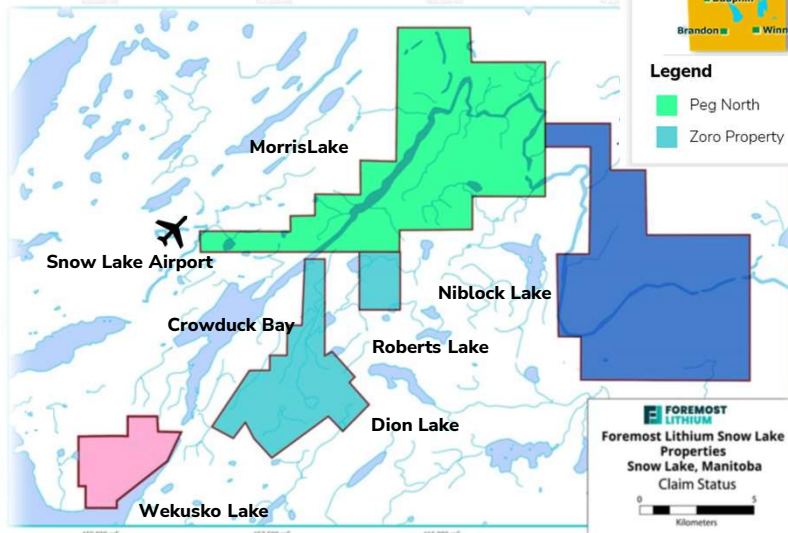 Brandon
Winn
Legend
Peg North
Zoro Property
MorrisLake
Snow Lake Airport
Niblock Lake
Crowduck Bay
Roberts Lake
Dion Lake
Wekusko Lake
FOREMOST
LITHIUM
Foremost Lithium Snow Lake
Properties
Snow Lake, Manitoba
Claim Status
0 5
Kilometers